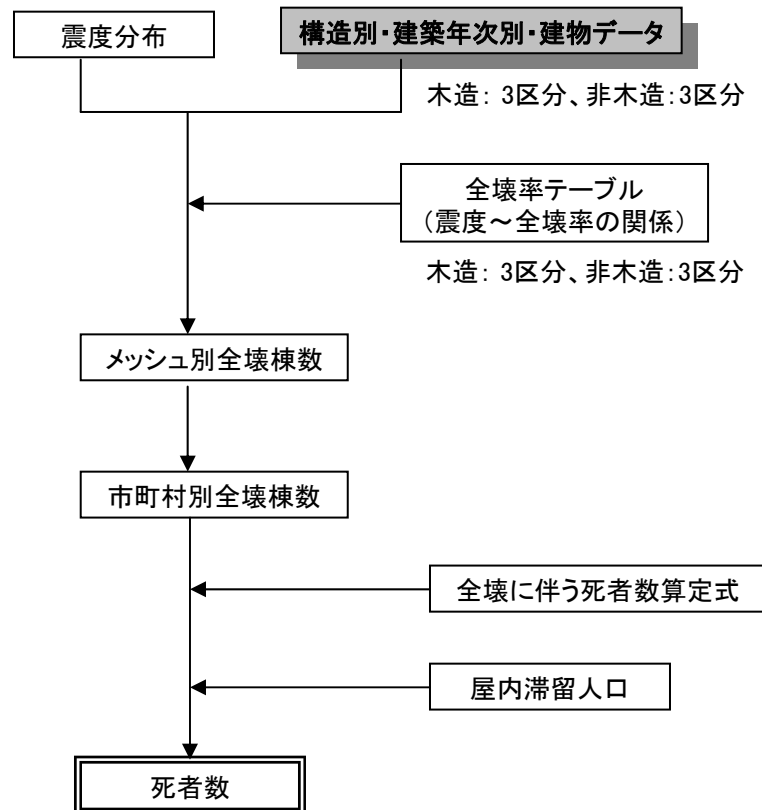 震度分布
構造別・建築年次別・建物データ
木造： 3区分、非木造：3区分
全壊率テーブル
（震度～全壊率の関係）
木造： 3区分、非木造：3区分
メッシュ別全壊棟数
市町村別全壊棟数
全壊に伴う死者数算定式
屋内滞留人口
死者数